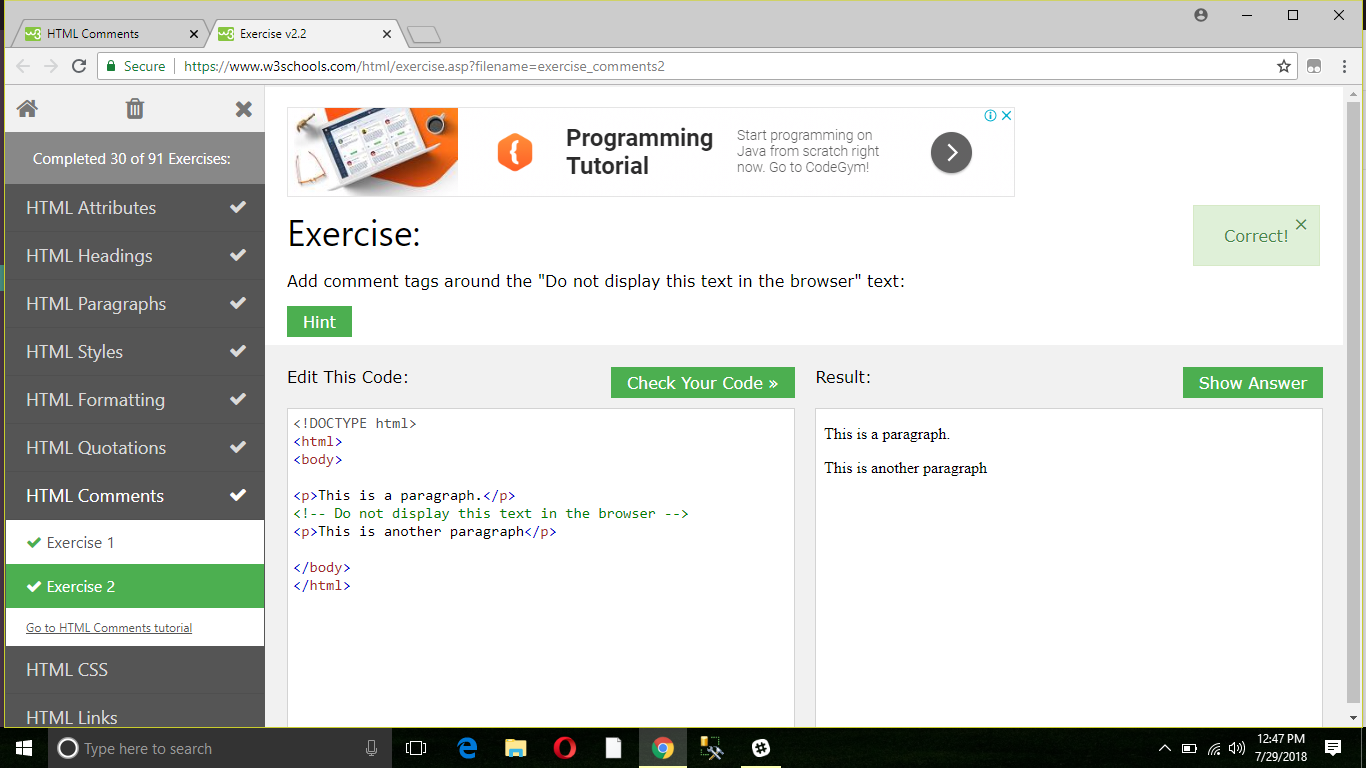 HTML Comments
Exercise v2.2
Secure
https://www.w3schools.com/html/exercise.asp?filename=exercise_comments2
Completed 30 of 91 Exercises:
HTML Attributes
HTML Headings
HTML Paragraphs
HTML Styles
HTML Formatting
HTML Quotations
HTML Comments
Exercise 1
Exercise 2
Go to HTML Comments tutorial
HTML CSS
HTML Links
Programming
Tutorial
Start programming on
Java from scratch right
now. Go to CodeGym!
Exercise:
Correct!
Add comment tags around the "Do not display this text in the browser" text:
Hint
Edit This Code:
Check Your Code »
<!DOCTYPE html>
<html>
<body>
<p>This is a paragraph.</p>
<!-- Do not display this text in the browser -->
<p>This is another paragraph</p>
</body>
</html>
Result:
Show Answer
This is a paragraph.
This is another paragraph
Type here to search
12:47 PM
7/29/2018